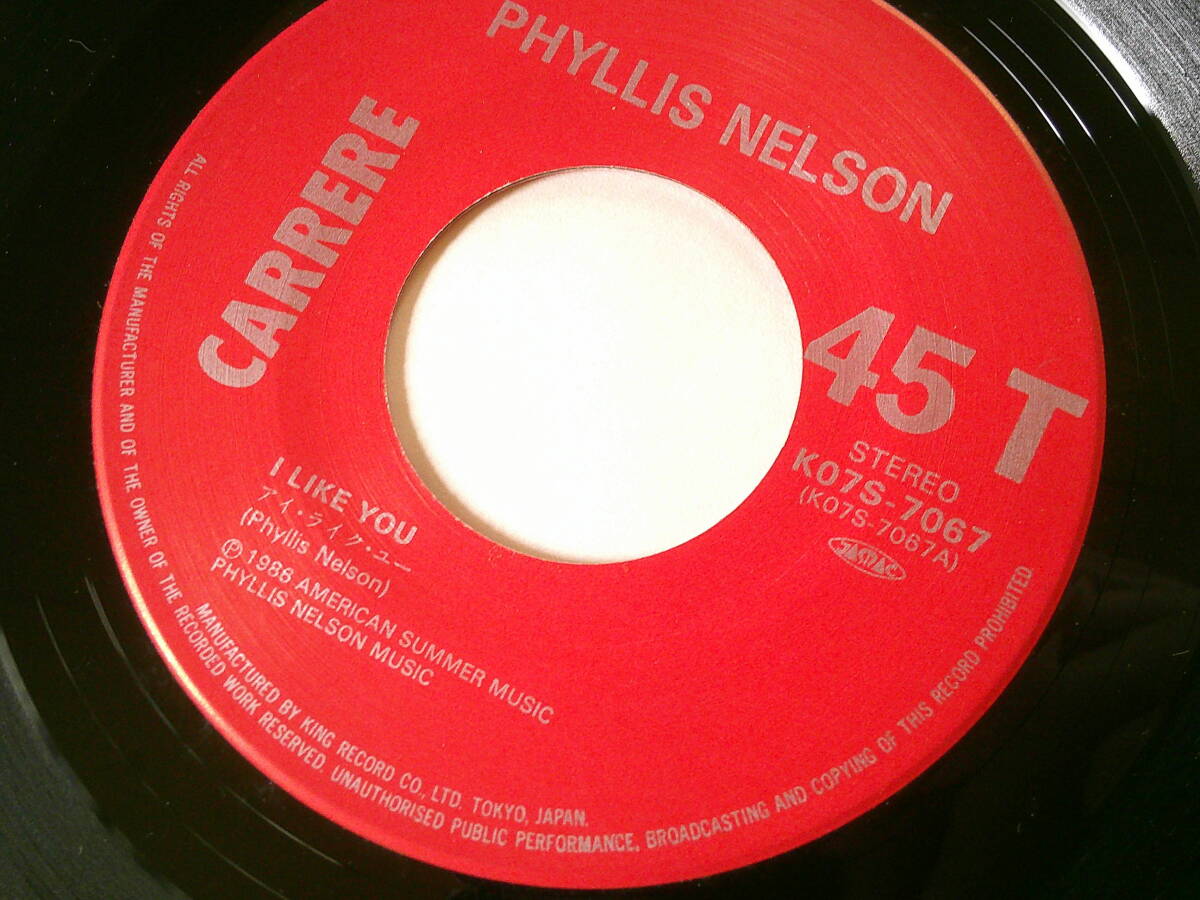 PHYLLIS NELSON
CARRERE
45 T
STEREO
K07S-7067
(K07S-7067A)
JASRAC
I LIKE YOU
アイ・ライク・ユー
(Phyllis Nelson)
Ⓟ 1986 AMERICAN SUMMER MUSIC
PHYLLIS NELSON MUSIC
MANUFACTURED BY KING RECORD CO., LTD. TOKYO, JAPAN.
ALL RIGHTS OF THE MANUFACTURER AND OF THE OWNER OF THE RECORDED WORK RESERVED. UNAUTHORISED PUBLIC PERFORMANCE, BROADCASTING AND COPYING OF THIS RECORD PROHIBITED.